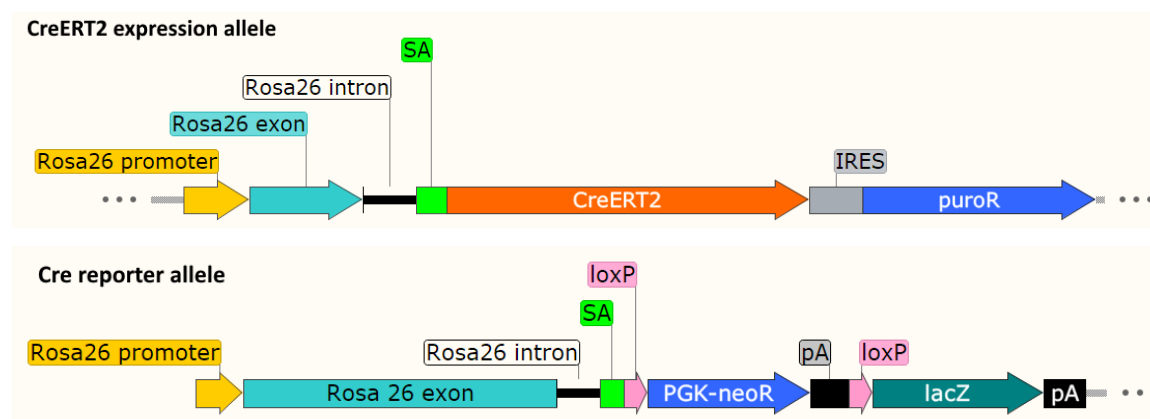 CreERT2 expression allele
SA
Rosa26 intron
Rosa26 exon
Rosa26 promoter
IRES
CreERT2
puroR
Cre reporter allele
loxP
SA
Rosa26 promoter
Rosa26 intron
pA
loxP
Rosa 26 exon
PGK-neoR
lacZ
pA